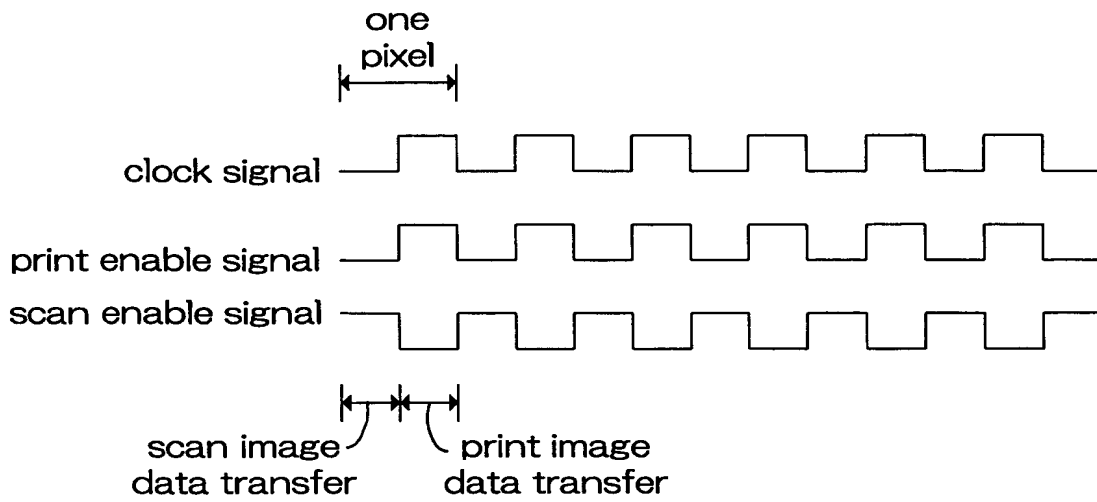 one
pixel
clock signal
print enable signal
scan enable signal
scan image
data transfer
print image
data transfer